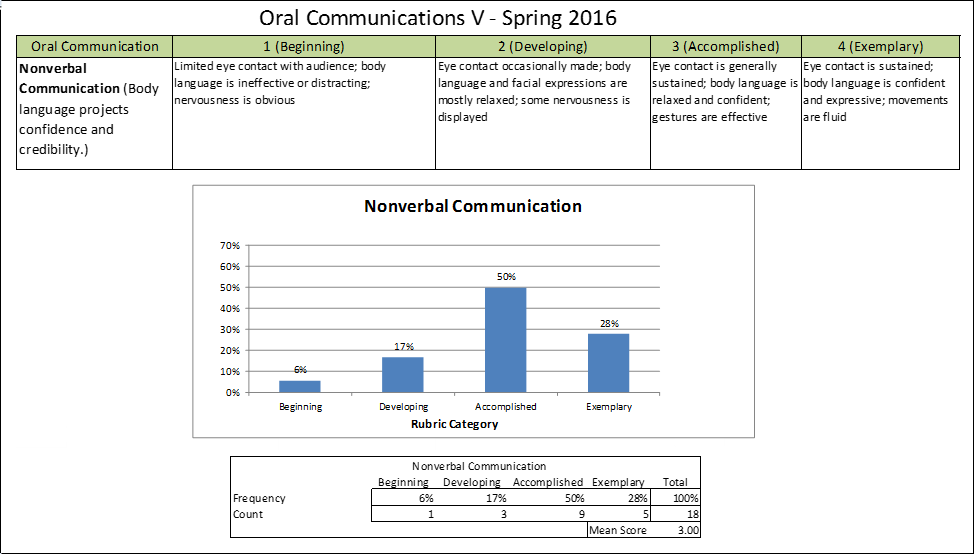 Oral Communications V - Spring 2016
Oral Communication 1 (Beginning) 2 (Developing) 3 (Accomplished) 4 (Exemplary)
Nonverbal
Communication (Body
language projects
confidence and
credibility.)
Limited eye contact with audience; body
language is ineffective or distracting;
nervousness is obvious
Eye contact occasionally made; body
language and facial expressions are
mostly relaxed; some nervousness is
displayed
Eye contact is generally
sustained; body language is
relaxed and confident;
gestures are effective
Eye contact is sustained;
body language is confident
and expressive; movements
are fluid
Nonverbal Communication
70%
60%
50%
40%
30%
20%
10%
0%
6%
17%
50%
28%
Beginning Developing Accomplished Exemplary
Rubric Category
Nonverbal Communication
Beginning Developing Accomplished Exemplary Total
Frequency 6% 17% 50% 28% 100%
Count 1 3 9 5 18
Mean Score 3.00